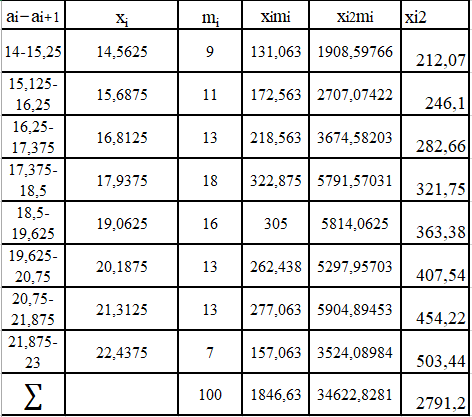 ai−ai+1 xi mi ximi xi2mi xi2
14-15,25 14,5625 9 131,063 1908,59766 212,07
15,125-
16,25 15,6875 11 172,563 2707,07422 246,1
16,25-
17,375 16,8125 13 218,563 3674,58203 282,66
17,375-
18,5 17,9375 18 322,875 5791,57031 321,75
18,5-
19,625 19,0625 16 305 5814,0625 363,38
19,625-
20,75 20,1875 13 262,438 5297,95703 407,54
20,75-
21,875 21,3125 13 277,063 5904,89453 454,22
21,875-
23 22,4375 7 157,063 3524,08984 503,44
∑ 100 1846,63 34622,8281 2791,2